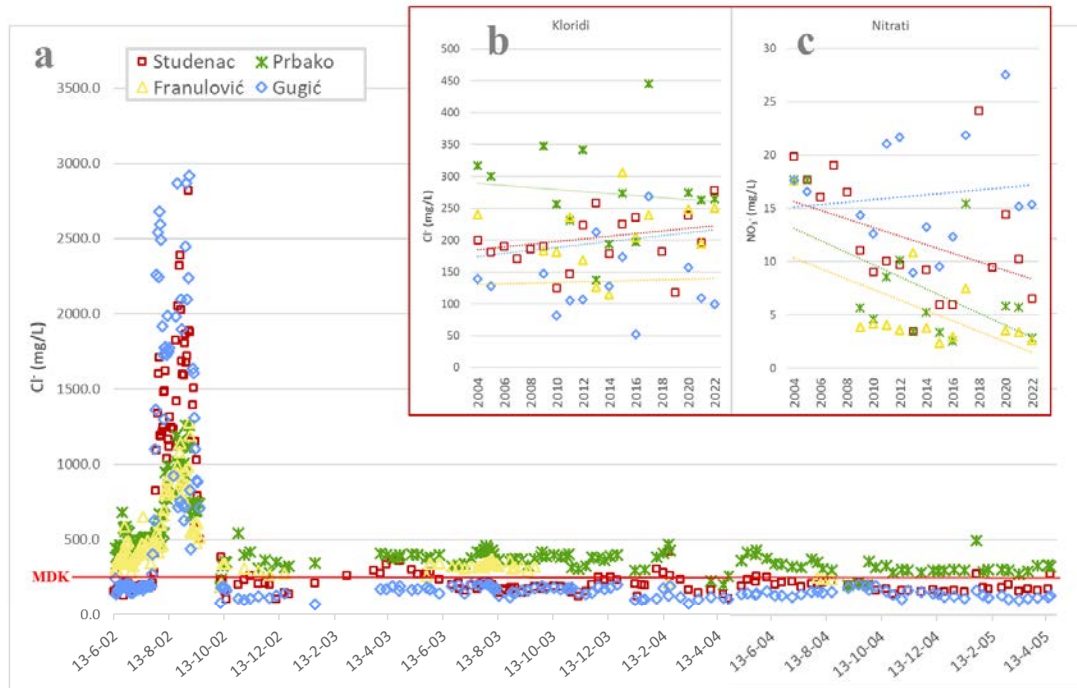 a
Studenac Prbako
Franulović Gugić
Cl⁻ (mg/L)
3500.0
3000.0
2500.0
2000.0
1500.0
1000.0
500.0
0.0
MDK
13-6-02 13-8-02 13-10-02 13-12-02 13-2-03 13-4-03 13-6-03 13-8-03 13-10-03 13-12-03 13-2-04 13-4-04 13-6-04 13-8-04 13-10-04 13-12-04 13-2-05 13-4-05
b
Kloridi
Cl⁻ (mg/L)
500
450
400
350
300
250
200
150
100
50
0
2004 2006 2008 2010 2012 2014 2016 2018 2020 2022
c
Nitrati
NO₃⁻ (mg/L)
30
25
20
15
10
5
0
2004 2006 2008 2010 2012 2014 2016 2018 2020 2022